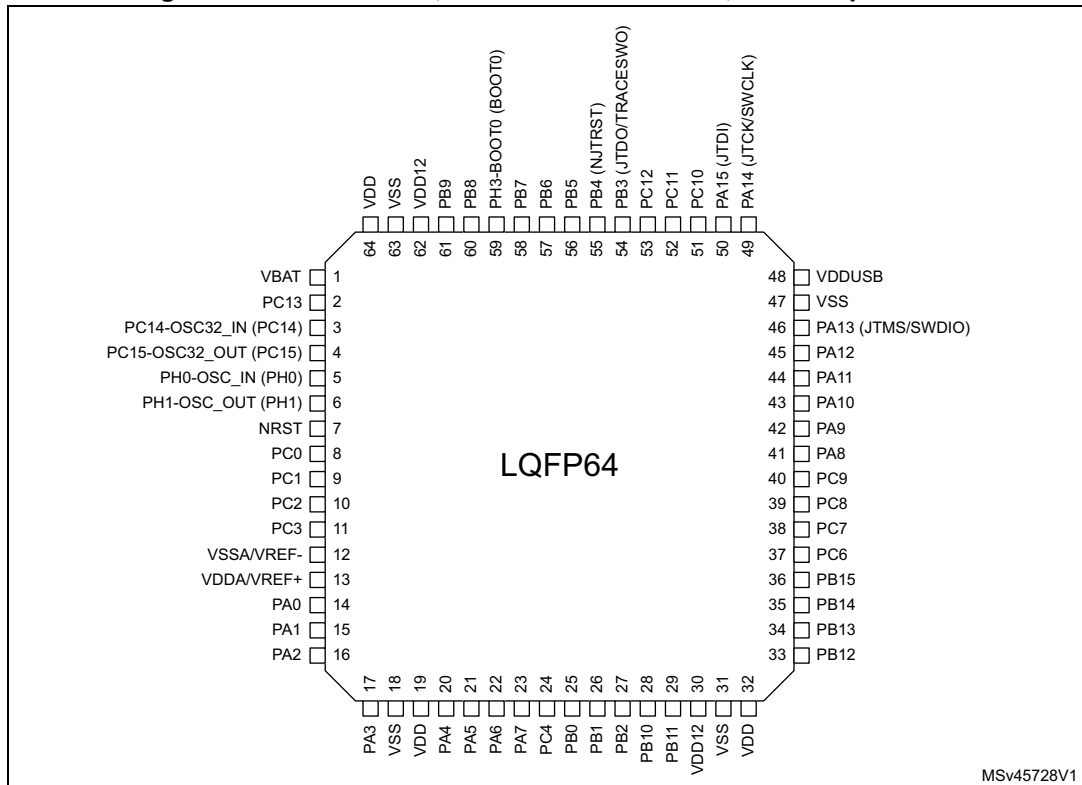 VDD
VSS
VDD12
PB9
PB8
PH3-BOOT0 (BOOT0)
PB7
PB6
PB5
PB4 (NJTRST)
PB3 (JTDO/TRACESWO)
PC12
PC11
PC10
PA15 (JTDI)
PA14 (JTCK/SWCLK)
64 63 62 61 60 59 58 57 56 55 54 53 52 51 50 49
VBAT 1
PC13 2
PC14-OSC32_IN (PC14) 3
PC15-OSC32_OUT (PC15) 4
PH0-OSC_IN (PH0) 5
PH1-OSC_OUT (PH1) 6
NRST 7
PC0 8
PC1 9
PC2 10
PC3 11
VSSA/VREF- 12
VDDA/VREF+ 13
PA0 14
PA1 15
PA2 16
LQFP64
48 VDDUSB
47 VSS
46 PA13 (JTMS/SWDIO)
45 PA12
44 PA11
43 PA10
42 PA9
41 PA8
40 PC9
39 PC8
38 PC7
37 PC6
36 PB15
35 PB14
34 PB13
33 PB12
17 18 19 20 21 22 23 24 25 26 27 28 29 30 31 32
PA3
VSS
VDD
PA4
PA5
PA6
PA7
PC4
PB0
PB1
PB2
PB10
PB11
VDD12
VSS
VDD
MSv45728V1